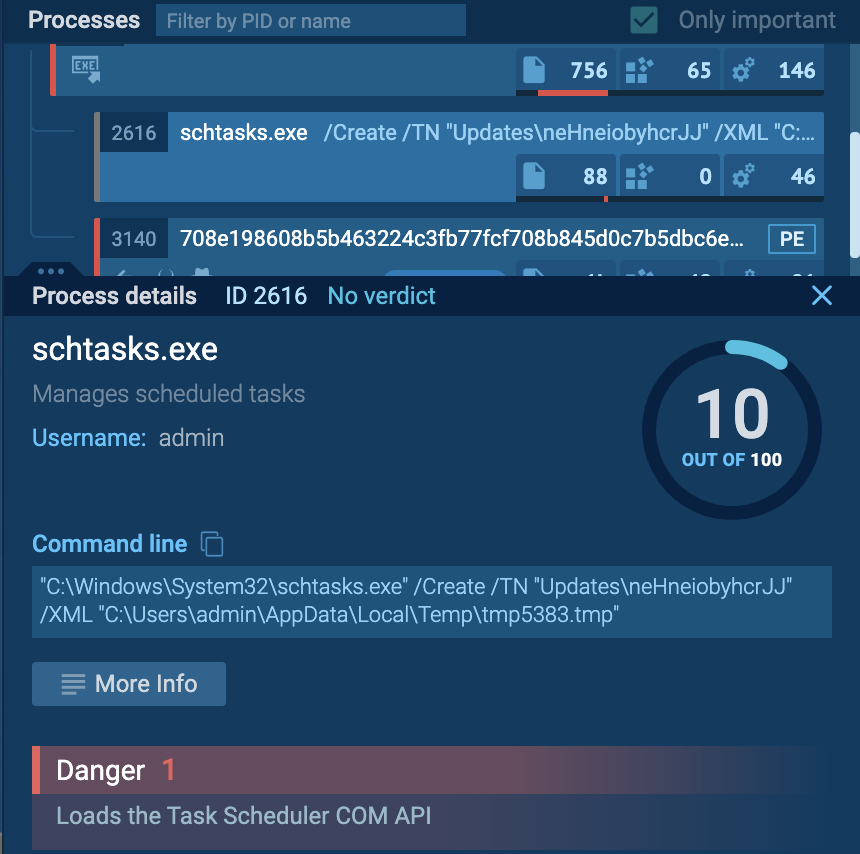 Processes Filter by PID or name Only important
EXE 756 65 146
2616 schtasks.exe /Create /TN "Updates\neHneiobyhcrJJ" /XML "C:...
88 0 46
3140 708e198608b5b463224c3fb77fcf708b845d0c7b5dbc6e... PE
Process details ID 2616 No verdict
schtasks.exe
Manages scheduled tasks
Username: admin
10
OUT OF 100
Command line
"C:\Windows\System32\schtasks.exe" /Create /TN "Updates\neHneiobyhcrJJ"
/XML "C:\Users\admin\AppData\Local\Temp\tmp5383.tmp"
More Info
Danger 1
Loads the Task Scheduler COM API